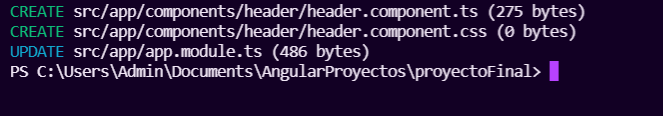 CREATE src/app/components/header/header.component.ts (275 bytes)
CREATE src/app/components/header/header.component.css (0 bytes)
UPDATE src/app/app.module.ts (486 bytes)
PS C:\Users\Admin\Documents\AngularProyectos\proyectoFinal>